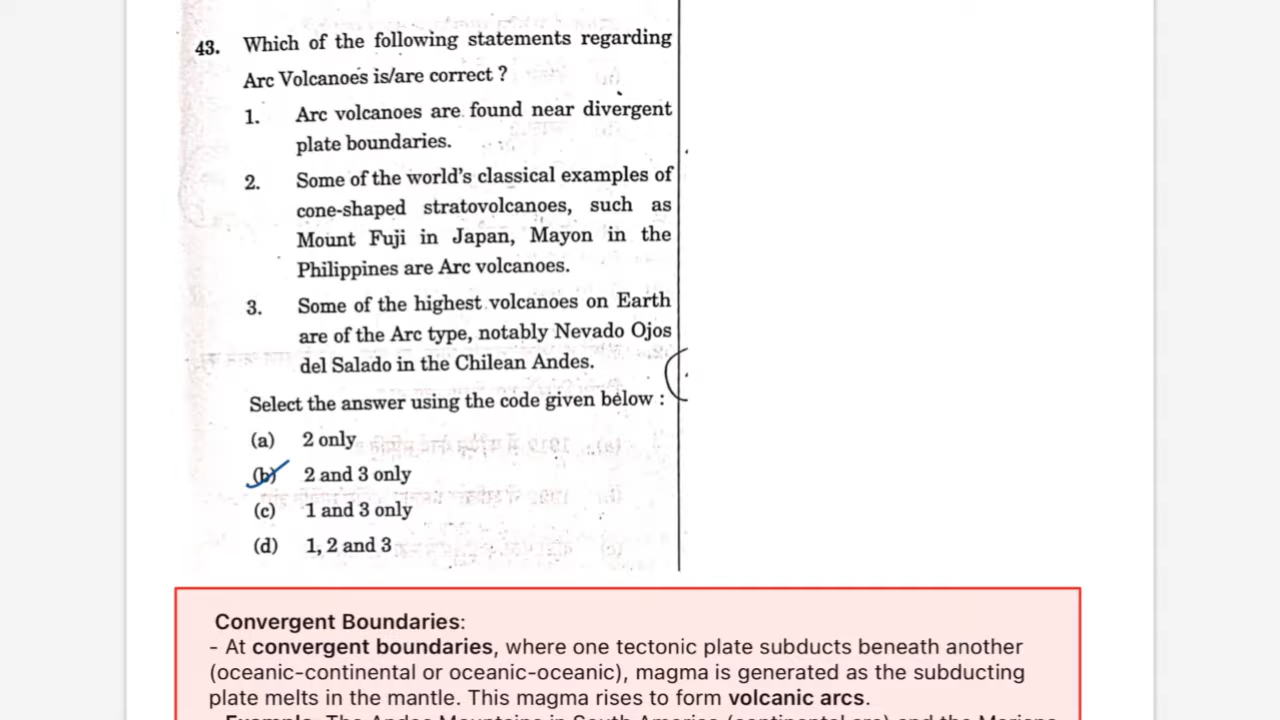 43. Which of the following statements regarding
Arc Volcanoes is/are correct ?
1. Arc volcanoes are found near divergent
plate boundaries.
2. Some of the world's classical examples of
cone-shaped stratovolcanoes, such as
Mount Fuji in Japan, Mayon in the
Philippines are Arc volcanoes.
3. Some of the highest volcanoes on Earth
are of the Arc type, notably Nevado Ojos
del Salado in the Chilean Andes.
Select the answer using the code given below :
(a) 2 only
(b) 2 and 3 only
(c) 1 and 3 only
(d) 1, 2 and 3
Convergent Boundaries:
- At convergent boundaries, where one tectonic plate subducts beneath another
(oceanic-continental or oceanic-oceanic), magma is generated as the subducting
plate melts in the mantle. This magma rises to form volcanic arcs.